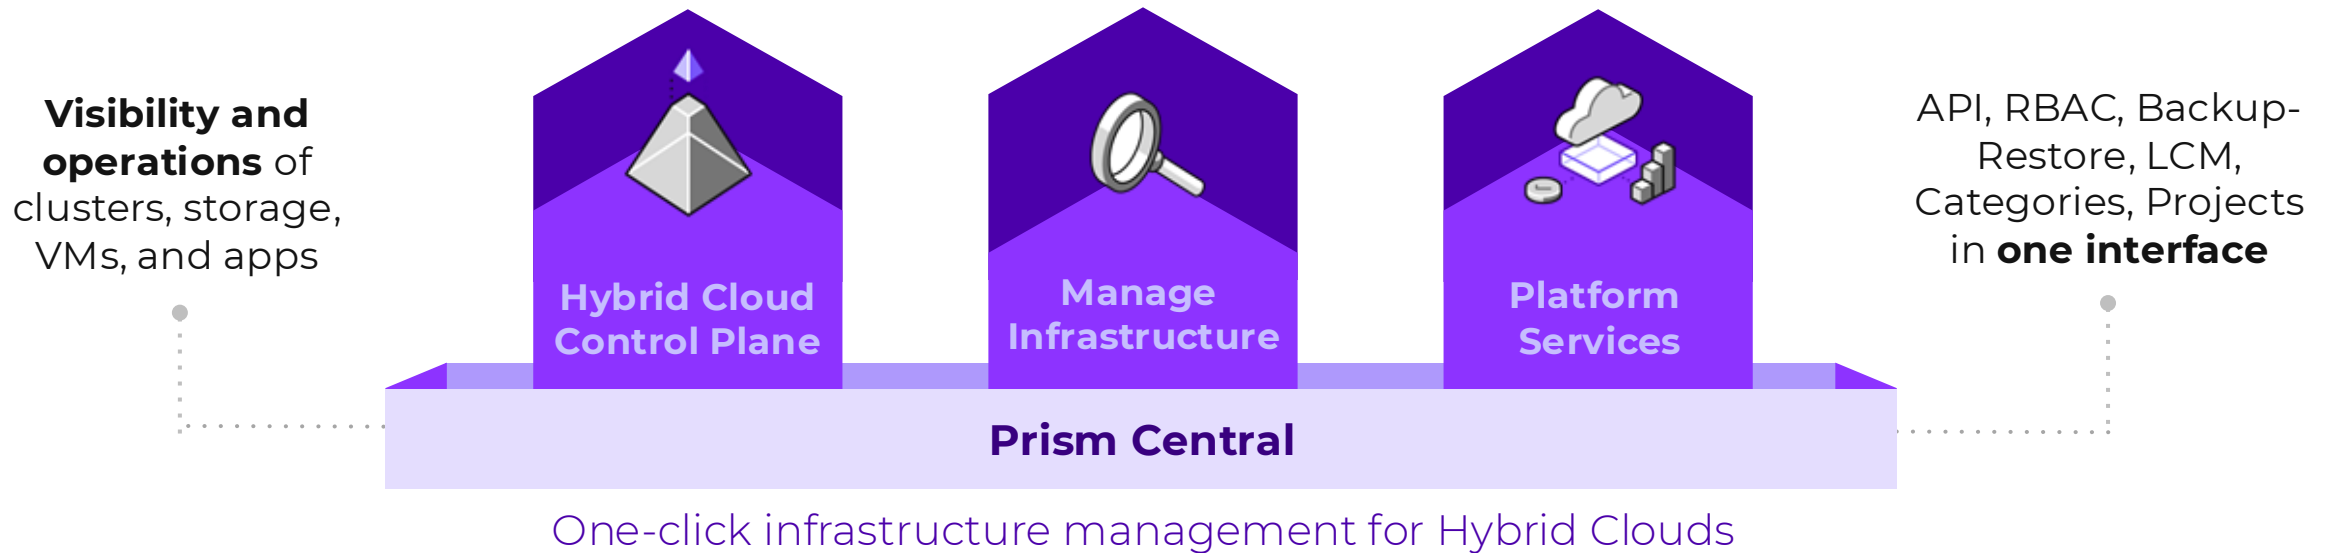 Visibility and
operations of
clusters, storage,
VMs, and apps
Hybrid Cloud
Control Plane
Manage
Infrastructure
Platform
Services
API, RBAC, Backup-
Restore, LCM,
Categories, Projects
in one interface
Prism Central
One-click infrastructure management for Hybrid Clouds